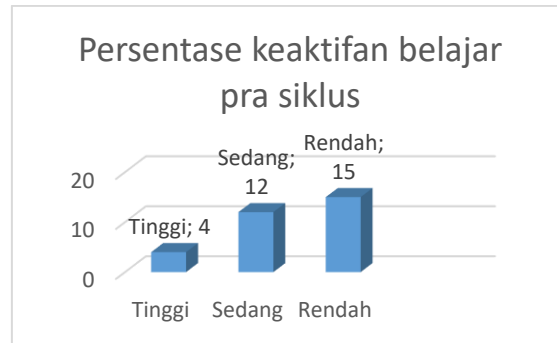 Persentase keaktifan belajar
pra siklus
Tinggi; 4
Sedang;
12
Rendah;
15
20
10
0
Tinggi
Sedang
Rendah